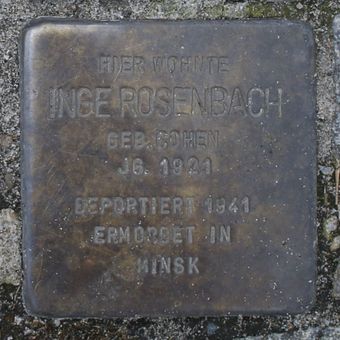 HIER WOHNTE
INGE ROSENBACH
GEB. COHEN
JG. 1921
DEPORTIERT 1941
ERMORDET IN
MINSK